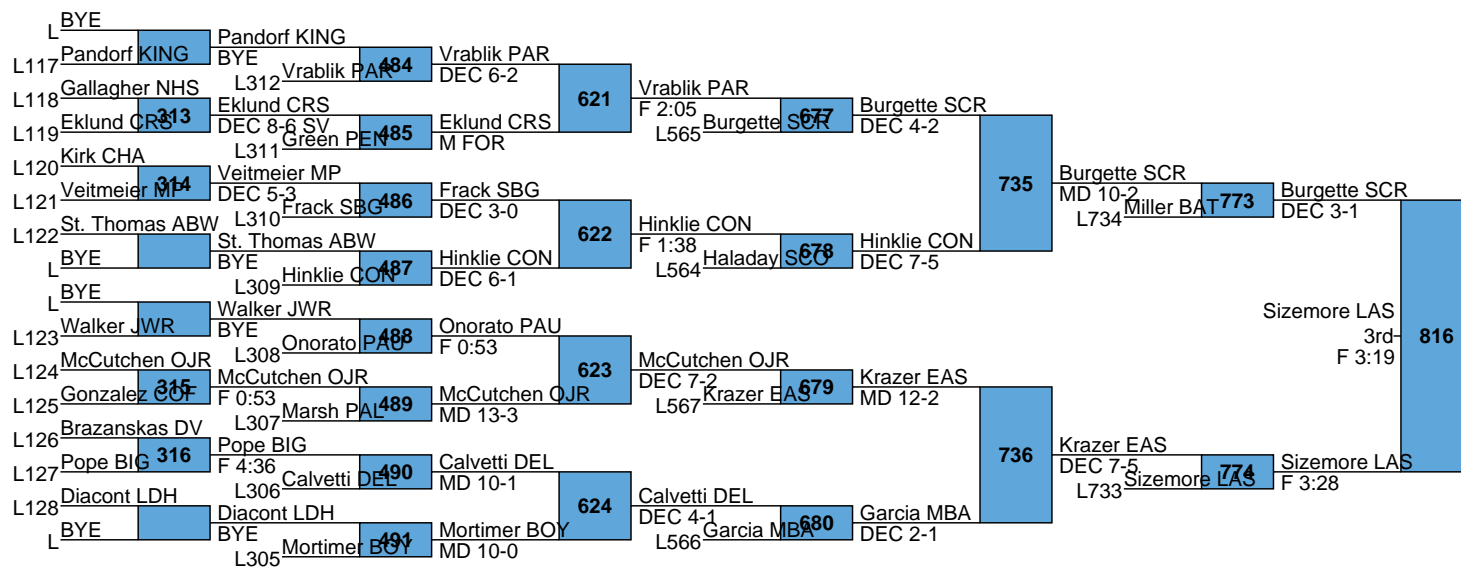 BYE
L
Pandorf KING
L117
Pandorf KING
BYE
L312
Vrablik PAR
484
Vrablik PAR
DEC 6-2
Gallagher NHS
L118
313
Eklund CRS
L119
Eklund CRS
DEC 8-6 SV
L311
Green PEN
485
Eklund CRS
M FOR
621
Vrablik PAR
F 2:05
L565
Burgette SCR
677
Burgette SCR
DEC 4-2
Kirk CHA
L120
314
Veitmeier MP
L121
Veitmeier MP
DEC 5-3
L310
Frack SBG
486
Frack SBG
DEC 3-0
St. Thomas ABW
L122
BYE
L
St. Thomas ABW
BYE
L309
Hinklie CON
487
Hinklie CON
DEC 6-1
622
Hinklie CON
F 1:38
L564
Haladay SCO
678
Hinklie CON
DEC 7-5
735
Burgette SCR
MD 10-2
L734
Miller BAT
773
Burgette SCR
DEC 3-1
BYE
L
Walker JWR
L123
Walker JWR
BYE
L308
Onorato PAU
488
Onorato PAU
F 0:53
McCutchen OJR
L124
315
Gonzalez COF
L125
McCutchen OJR
F 0:53
L307
Marsh PAL
489
McCutchen OJR
MD 13-3
623
McCutchen OJR
DEC 7-2
L567
Krazer EAS
679
Krazer EAS
MD 12-2
Brazanskas DV
L126
316
Pope BIG
L127
Pope BIG
F 4:36
L306
Calvetti DEL
490
Calvetti DEL
MD 10-1
Diacont LDH
L128
BYE
L
Diacont LDH
BYE
L305
Mortimer BOY
491
Mortimer BOY
MD 10-0
624
Calvetti DEL
DEC 4-1
L566
Garcia MBA
680
Garcia MBA
DEC 2-1
736
Krazer EAS
DEC 7-5
L733
Sizemore LAS
774
Sizemore LAS
F 3:28
Sizemore LAS
3rd
F 3:19
816